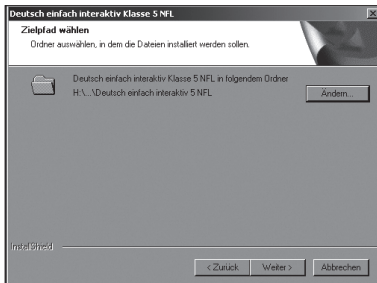 Deutsch einfach interaktiv Klasse 5 NFL
Zielpfad wählen
Ordner auswählen, in dem die Dateien installiert werden sollen.
Deutsch einfach interaktiv Klasse 5 NFL in folgendem Ordner
H:\...\Deutsch einfach interaktiv 5 NFL
Ändern...
InstallShield
< Zurück
Weiter >
Abbrechen